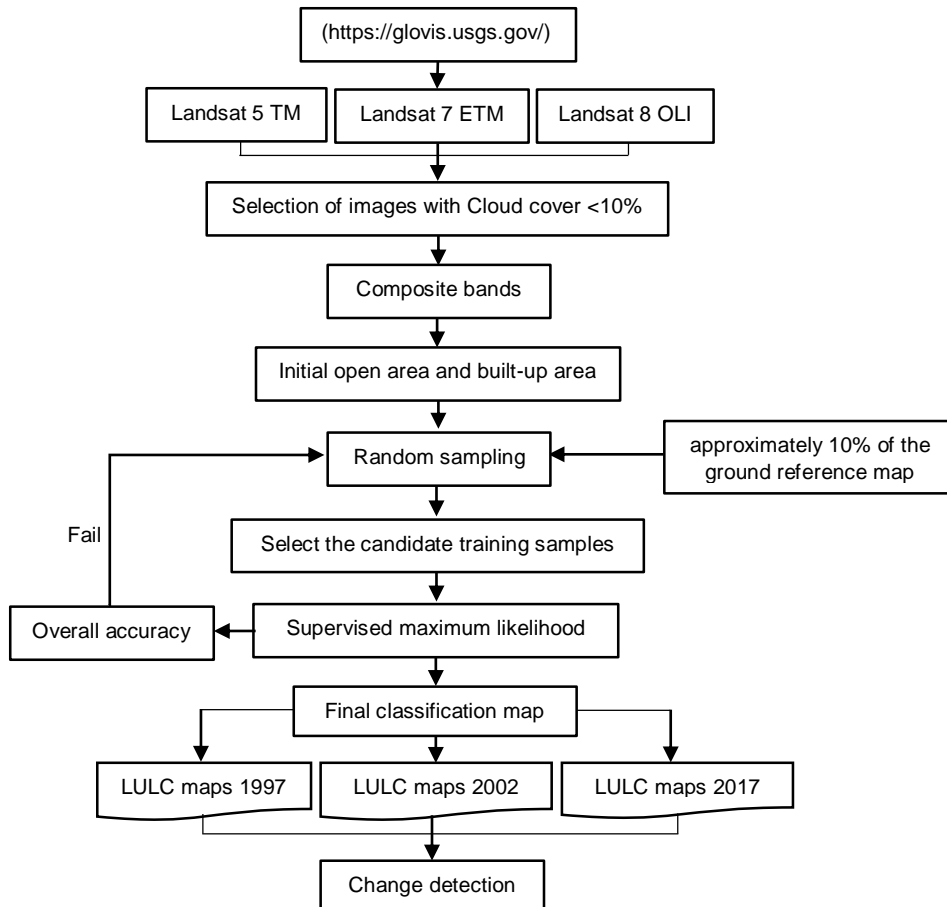 (https://glovis.usgs.gov/)
Landsat 5 TM
Landsat 7 ETM
Landsat 8 OLI
Selection of images with Cloud cover <10%
Composite bands
Initial open area and built-up area
Random sampling
approximately 10% of the
ground reference map
Fail
Select the candidate training samples
Overall accuracy
Supervised maximum likelihood
Final classification map
LULC maps 1997
LULC maps 2002
LULC maps 2017
Change detection